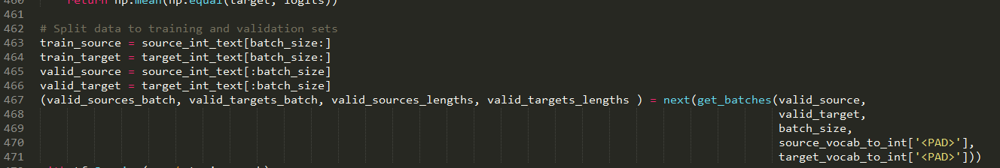 460 return np.mean(np.equal(target, logits))
461
462 # Split data to training and validation sets
463 train_source = source_int_text[batch_size:]
464 train_target = target_int_text[batch_size:]
465 valid_source = source_int_text[:batch_size]
466 valid_target = target_int_text[:batch_size]
467 (valid_sources_batch, valid_targets_batch, valid_sources_lengths, valid_targets_lengths ) = next(get_batches(valid_source,
468 valid_target,
469 batch_size,
470 source_vocab_to_int['<PAD>'],
471 target_vocab_to_int['<PAD>']))